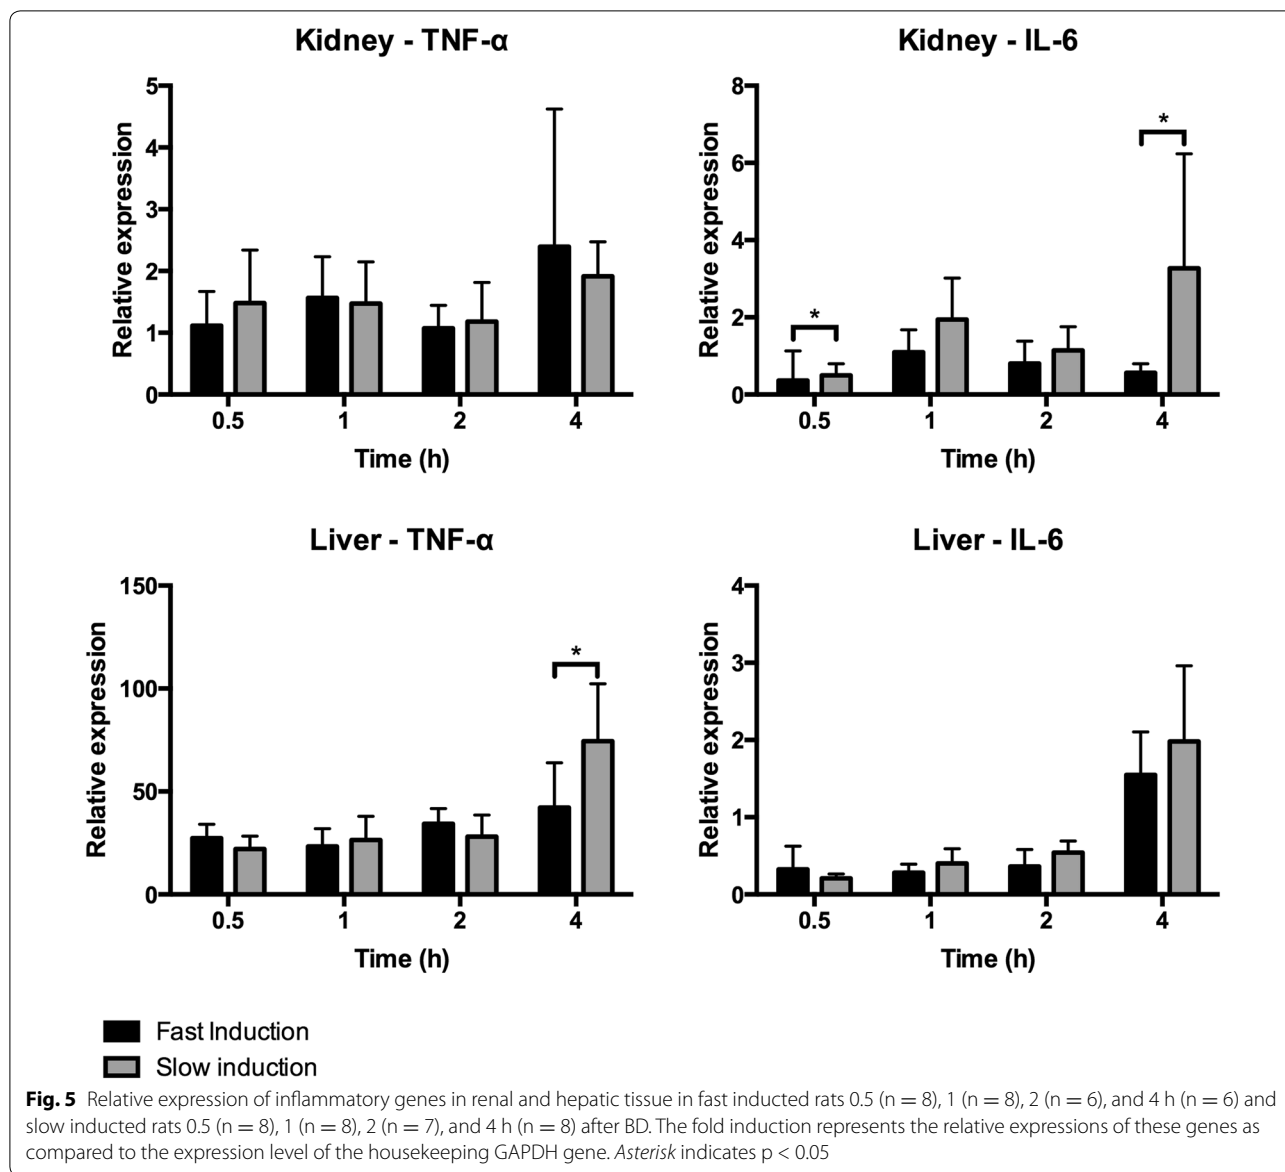 Kidney - TNF-α
Relative expression
5
4
3
2
1
0
0.5 1 2 4
Time (h)
Kidney - IL-6
Relative expression
8
6
4
2
0
*
*
0.5 1 2 4
Time (h)
Liver - TNF-α
Relative expression
150
100
50
0
*
0.5 1 2 4
Time (h)
Liver - IL-6
Relative expression
4
3
2
1
0
0.5 1 2 4
Time (h)
Fast Induction
Slow induction
Fig. 5 Relative expression of inflammatory genes in renal and hepatic tissue in fast inducted rats 0.5 (n = 8), 1 (n = 8), 2 (n = 6), and 4 h (n = 6) and
slow inducted rats 0.5 (n = 8), 1 (n = 8), 2 (n = 7), and 4 h (n = 8) after BD. The fold induction represents the relative expressions of these genes as
compared to the expression level of the housekeeping GAPDH gene. Asterisk indicates p < 0.05